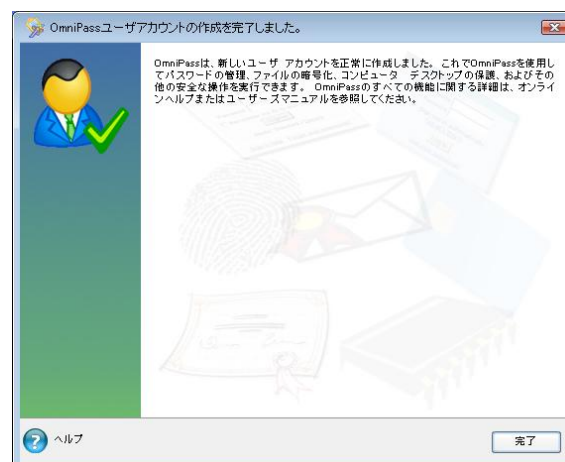 OmniPassユーザアカウントの作成を完了しました。
OmniPassは、新しいユーザ アカウントを正常に作成しました。 これでOmniPassを使用し
てパスワードの管理、ファイルの暗号化、コンピュータ デスクトップの保護、およびその
他の安全な操作を実行できます。 OmniPassのすべての機能に関する詳細は、オンライ
ンヘルプまたはユーザーズマニュアルを参照してください。
ヘルプ
完了